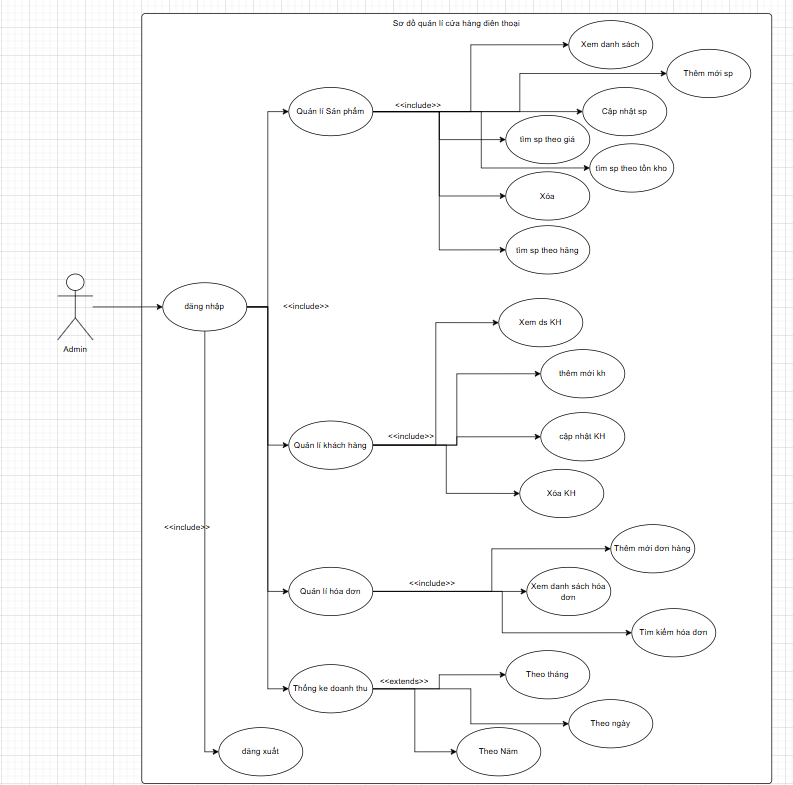 Sơ đồ quản lí cửa hàng điện thoại
Xem danh sách
Thêm mới sp
<<include>>
Quản lí Sản phẩm
Cập nhật sp
tìm sp theo giá
tìm sp theo tồn kho
Xóa
tìm sp theo hãng
đăng nhập
<<include>>
Admin
Xem ds KH
thêm mới kh
<<include>>
cập nhật KH
Quản lí khách hàng
Xóa KH
<<include>>
Thêm mới đơn hàng
<<include>>
Quản lí hóa đơn
Xem danh sách hóa
đơn
Tìm kiếm hóa đơn
Theo tháng
<<extends>>
Thống ke doanh thu
Theo ngày
đăng xuất
Theo Năm